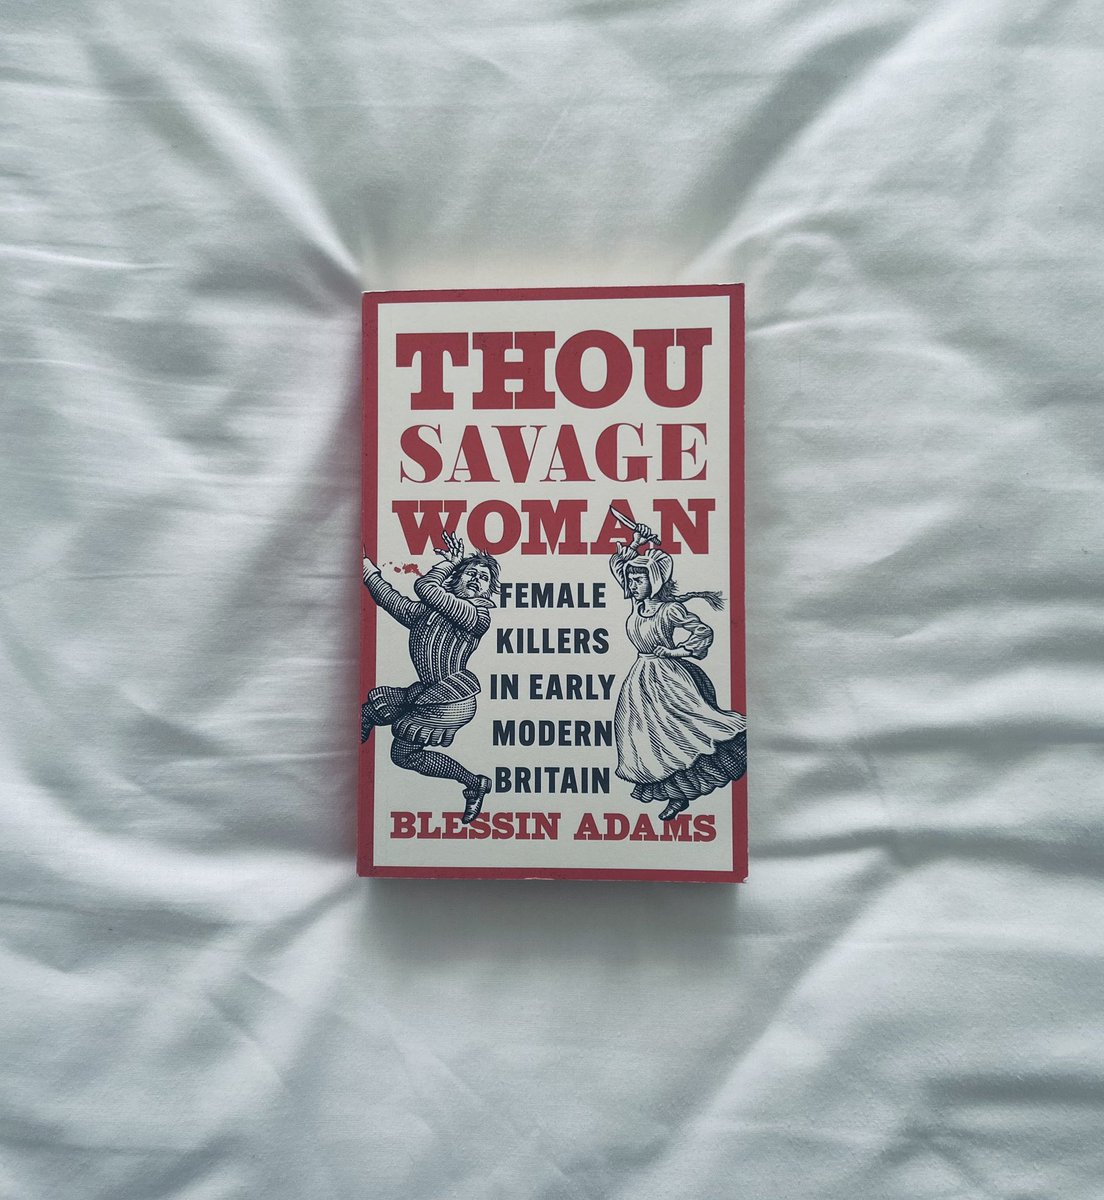 THOU
SAVAGE
WOMAN
FEMALE
KILLERS
IN EARLY
MODERN
BRITAIN
BLESSIN ADAMS